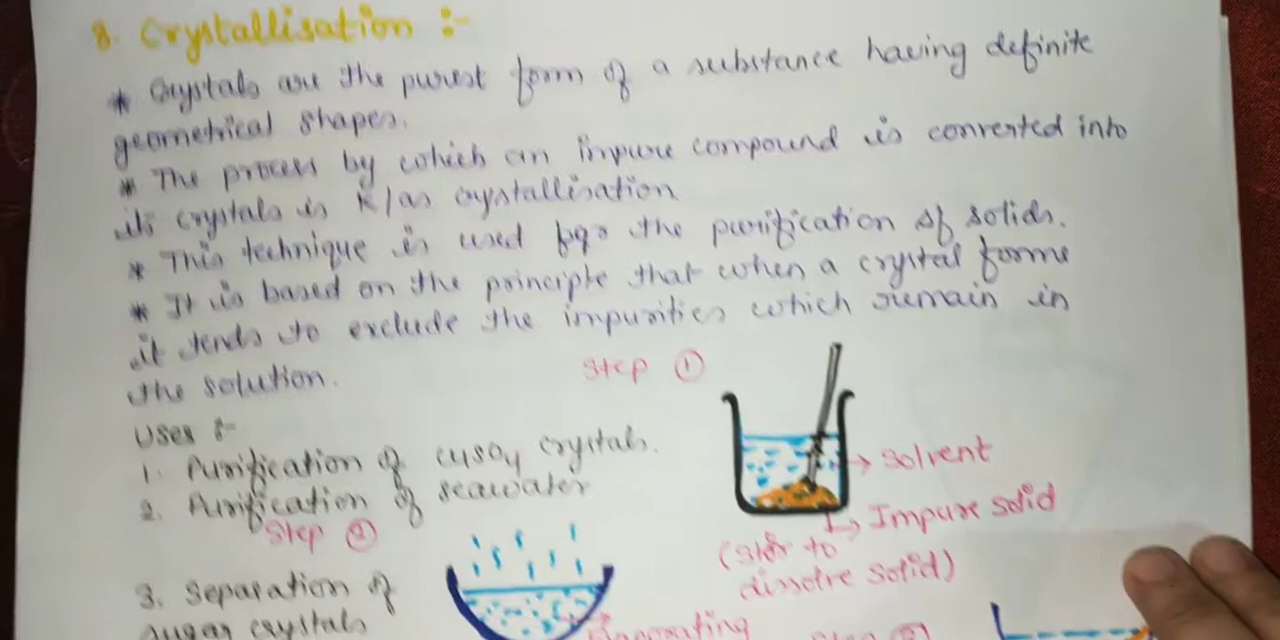 8. Crystallisation :-
* Crystals are the purest form of a substance having definite
geometrical shapes.
* The process by which an impure compound is converted into
its crystals is k/as crystallisation.
* This technique is used for the purification of solids.
* It is based on the principle that when a crystal forms
it tends to exclude the impurities which remain in
the solution.
Step ①
Uses :-
1. Purification of CuSO4 crystals.
2. Purification of seawater
→ Solvent
→ Impure solid
(Stir to
dissolve solid)
Step ②
3. Separation of
sugar crystals
Evaporating
Step ③